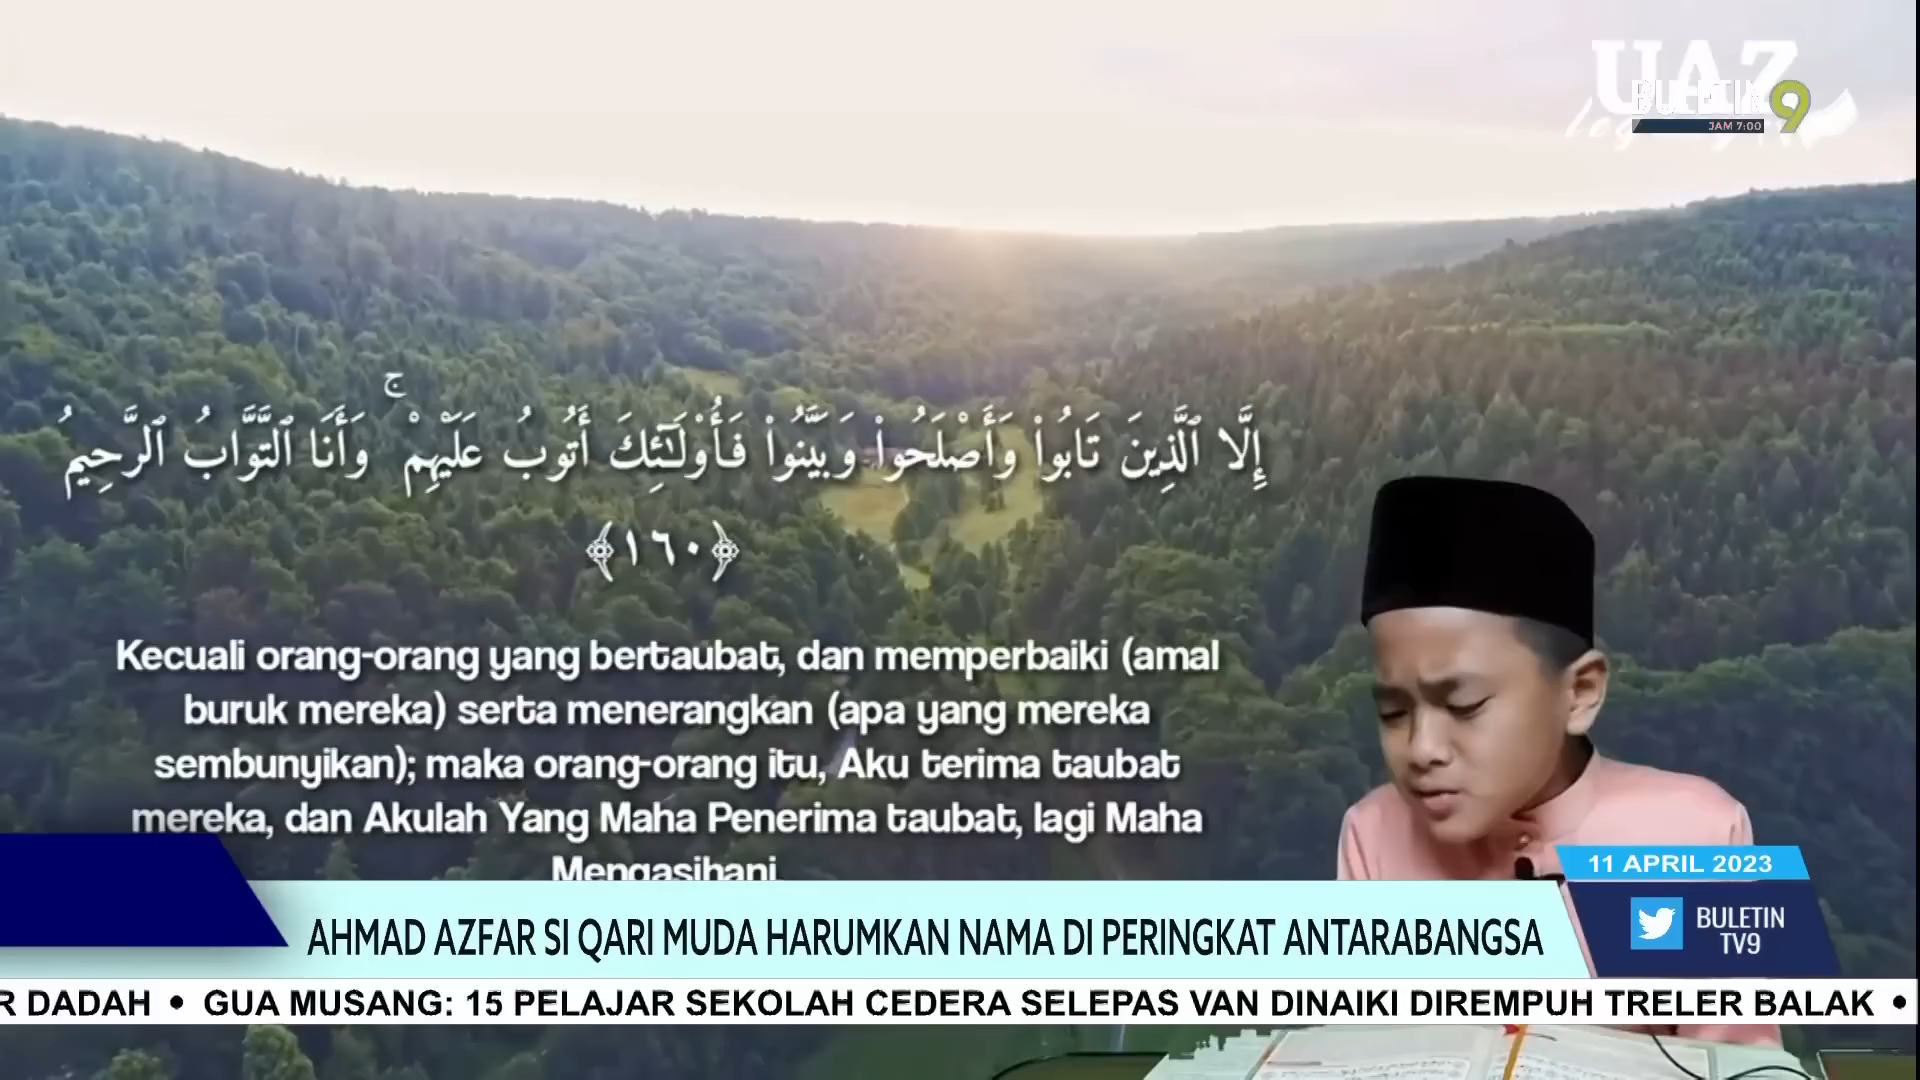 UAZ
BULETIN 9
JAM 7:00
إِلَّا ٱلَّذِينَ تَابُوا۟ وَأَصْلَحُوا۟ وَبَيَّنُوا۟ فَأُو۟لَـٰٓئِكَ أَتُوبُ عَلَيْهِمْ ۚ وَأَنَا ٱلتَّوَّابُ ٱلرَّحِيمُ
﴿١٦٠﴾
Kecuali orang-orang yang bertaubat, dan memperbaiki (amal
buruk mereka) serta menerangkan (apa yang mereka
sembunyikan); maka orang-orang itu, Aku terima taubat
mereka, dan Akulah Yang Maha Penerima taubat, lagi Maha
Mengasihani.
11 APRIL 2023
AHMAD AZFAR SI QARI MUDA HARUMKAN NAMA DI PERINGKAT ANTARABANGSA
BULETIN
TV9
R DADAH • GUA MUSANG: 15 PELAJAR SEKOLAH CEDERA SELEPAS VAN DINAIKI DIREMPUH TRELER BALAK •